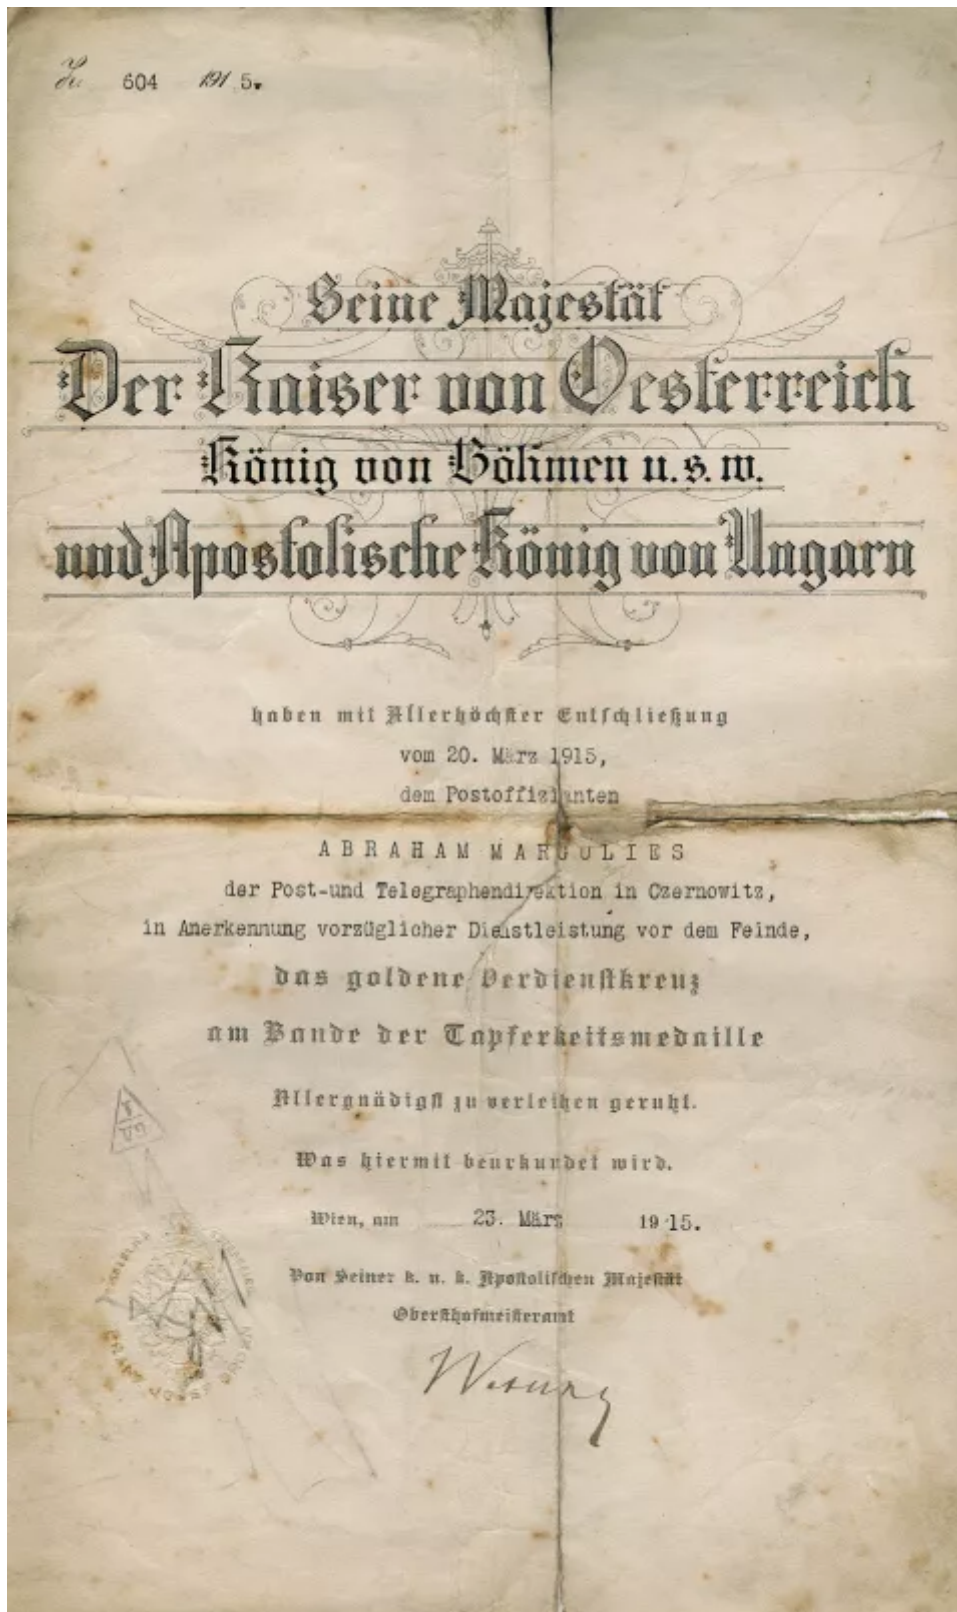 604 1915.
Seine Majestät
Der Kaiser von Oesterreich
König von Böhmen u. s. w.
und Apostolische König von Ungarn
haben mit Allerhöchster Entschließung
vom 20. März 1915,
dem Postoffizianten
ABRAHAM MARGULIES
der Post-und Telegraphendirektion in Czernowitz,
in Anerkennung vorzüglicher Dienstleistung vor dem Feinde,
das goldene Verdienstkreuz
am Bande der Tapferkeitsmedaille
Allergnädigst zu verleihen geruht.
Was hiermit beurkundet wird.
Wien, am 23. März 1915.
Von Seiner k. u. k. Apostolischen Majestät
Obersthofmeisteramt